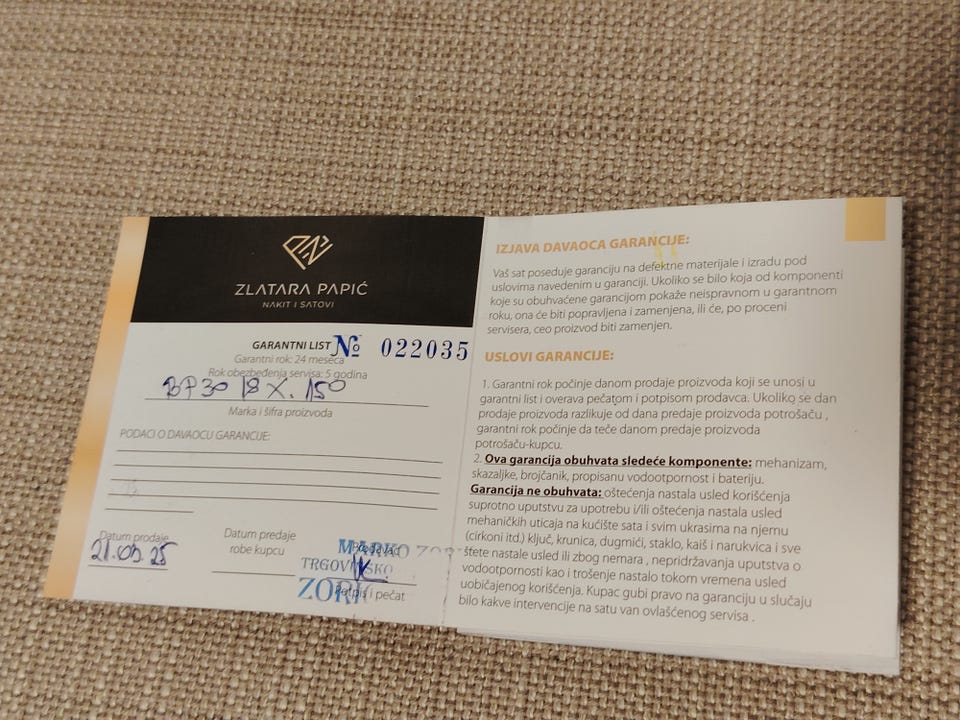 ZLATARA PAPIĆ
NAKIT I SATOVI
GARANTNI LIST № 022035
Garantni rok: 24 meseca
Rok obezbeđenja servisa: 5 godina
BP30 18X.150
Marka i šifra proizvoda
PODACI O DAVAOCU GARANCIJE:
Datum prodaje
21.09.25
Datum predaje
robe kupcu
MARKO ZOR
TRGOVINSKO
ZORK
Potpis i pečat
IZJAVA DAVAOCA GARANCIJE:
Vaš sat poseduje garanciju na defektne materijale i izradu pod
uslovima navedenim u garanciji. Ukoliko se bilo koja od komponenti
koje su obuhvaćene garancijom pokaže neispravnom u garantnom
roku, ona će biti popravljena i zamenjena, ili će, po proceni
servisera, ceo proizvod biti zamenjen.
USLOVI GARANCIJE:
1. Garantni rok počinje danom prodaje proizvoda koji se unosi u
garantni list i overava pečatom i potpisom prodavca. Ukoliko se dan
prodaje proizvoda razlikuje od dana predaje proizvoda potrošaču ,
garantni rok počinje da teče danom predaje proizvoda
potrošaču-kupcu.
2. Ova garancija obuhvata sledeće komponente: mehanizam,
skazaljke, brojčanik, propisanu vodootpornost i bateriju.
Garancija ne obuhvata: oštećenja nastala usled korišćenja
suprotno uputstvu za upotrebu i/ili oštećenja nastala usled
mehaničkih uticaja na kućište sata i svim ukrasima na njemu
(cirkoni itd.) ključ, krunica, dugmići, staklo, kaiš i narukvica i sve
štete nastale usled ili zbog nemara , nepridržavanja uputstva o
vodootpornosti kao i trošenje nastalo tokom vremena usled
uobičajenog korišćenja. Kupac gubi pravo na garanciju u slučaju
bilo kakve intervencije na satu van ovlašćenog servisa .